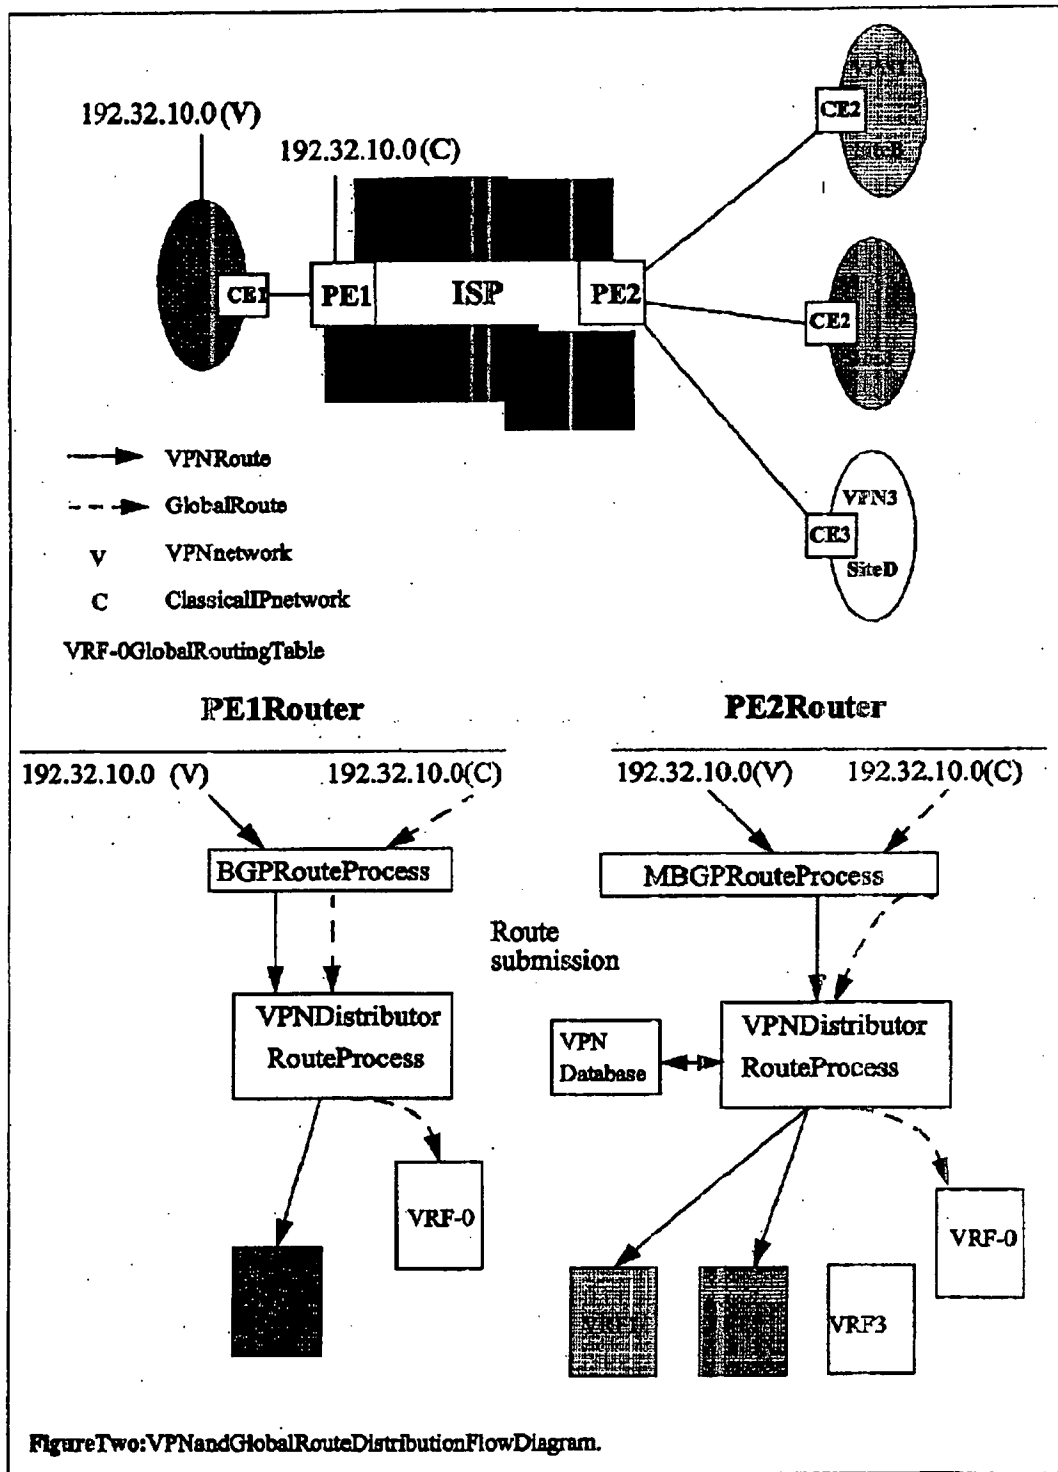 192.32.10.0 (V)
192.32.10.0 (C)
CE2
CE1
PE1
ISP
PE2
CE2
VPNRoute
GlobalRoute
V VPNnetwork
C ClassicalIPnetwork
VRF-0GlobalRoutingTable
VPN3
CE3
SiteD
PE1Router
PE2Router
192.32.10.0 (V)
192.32.10.0(C)
192.32.10.0(V)
192.32.10.0(C)
BGPRouteProcess
MBGPRouteProcess
Route
submission
VPNDistributor
RouteProcess
VPN
Database
VPNDistributor
RouteProcess
VRF-0
VRF-0
VRF3
FigureTwo:VPNandGlobalRouteDistributionFlowDiagram.